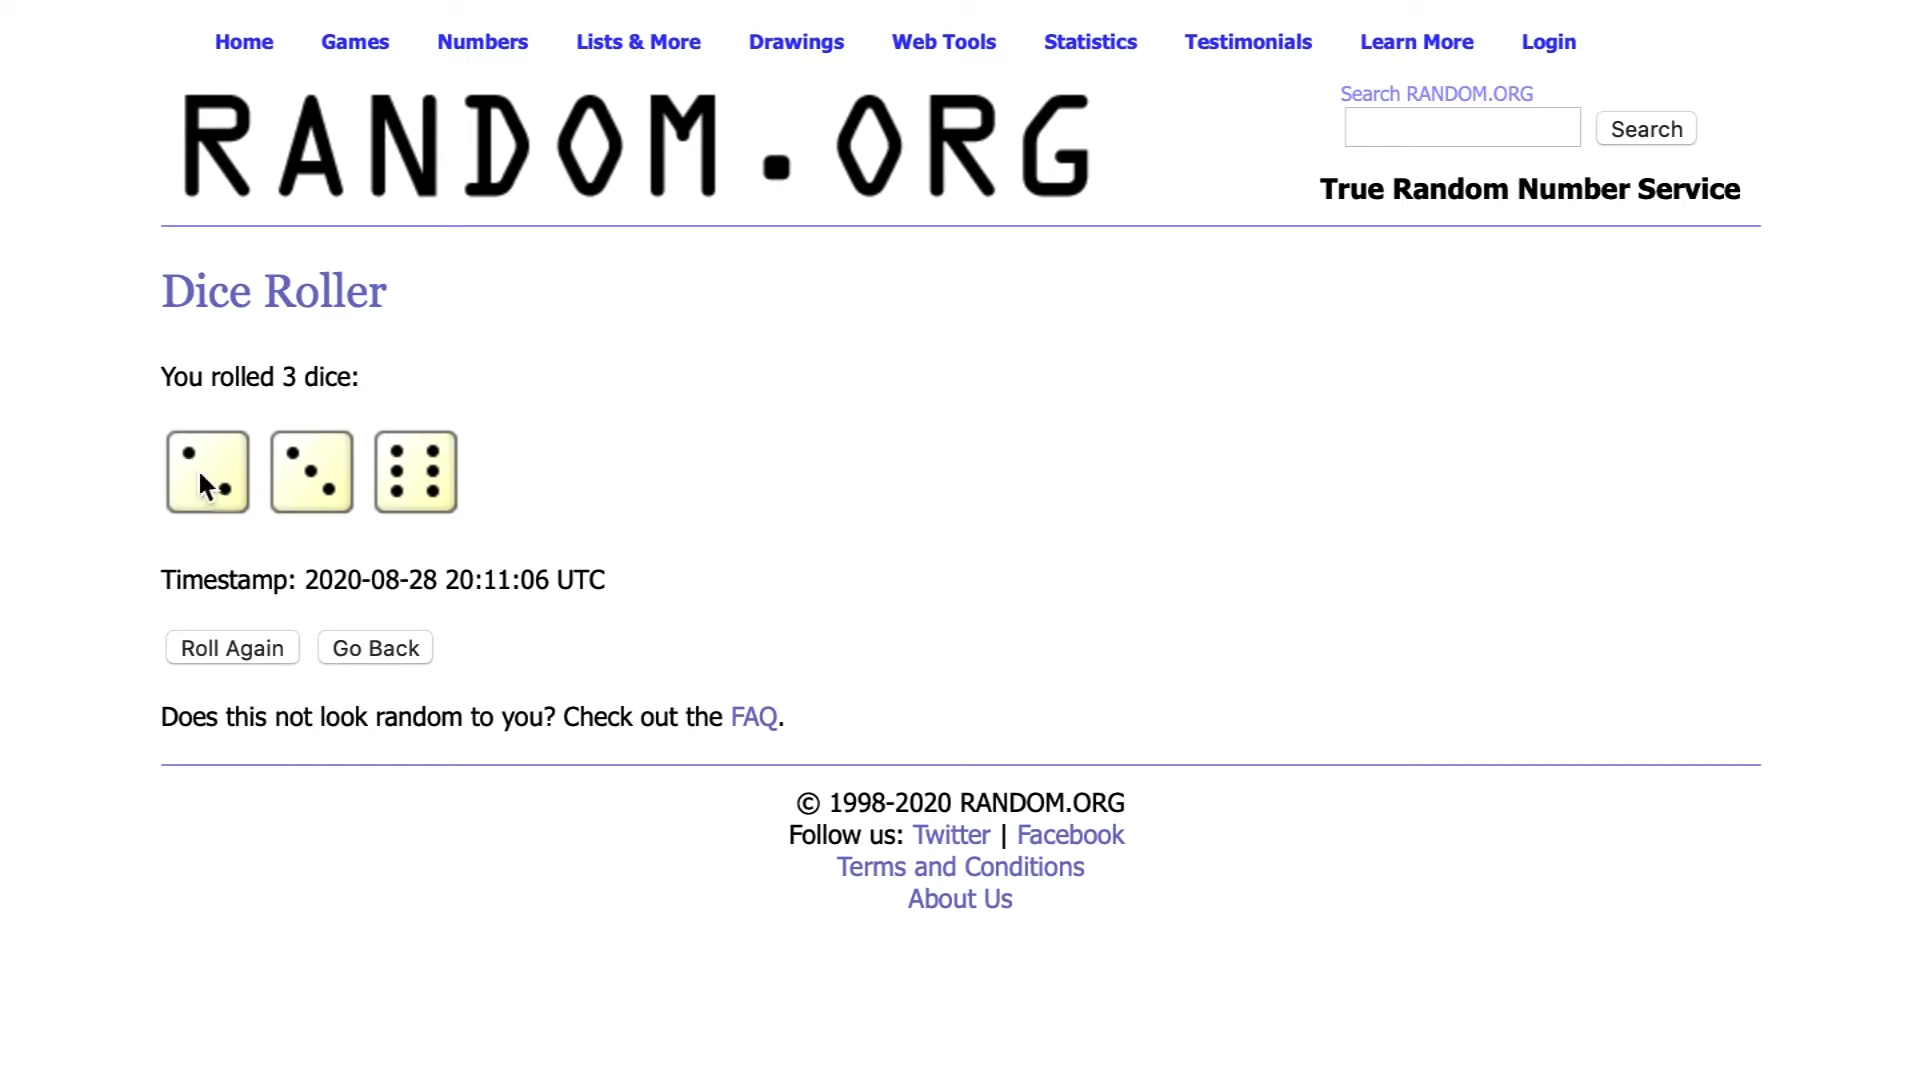 Home Games Numbers Lists & More Drawings Web Tools Statistics Testimonials Learn More Login
RANDOM.ORG
Search RANDOM.ORG
Search
True Random Number Service
Dice Roller
You rolled 3 dice:
Timestamp: 2020-08-28 20:11:06 UTC
Roll Again Go Back
Does this not look random to you? Check out the FAQ.
© 1998-2020 RANDOM.ORG
Follow us: Twitter | Facebook
Terms and Conditions
About Us